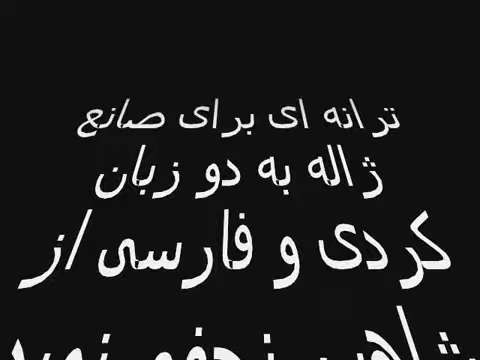 ترانه ای برای صانع
ژاله به دو زبان
کردی و فارسی از